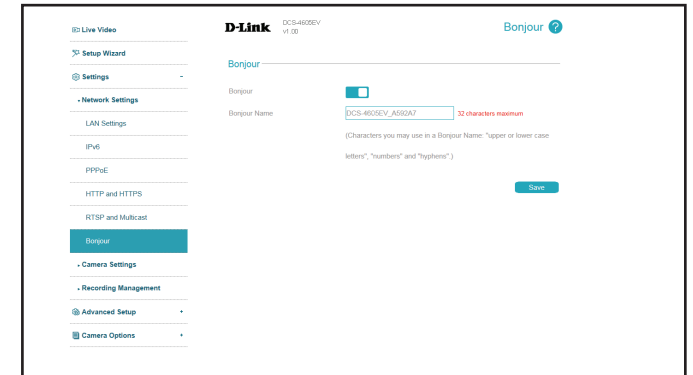 Live Video
Setup Wizard
Settings -
• Network Settings
LAN Settings
IPv6
PPPoE
HTTP and HTTPS
RTSP and Multicast
Bonjour
• Camera Settings
• Recording Management
Advanced Setup +
Camera Options +
D-Link DCS-4605EV
v1.00
Bonjour ?
Bonjour
Bonjour
Bonjour Name DCS-4605EV_A592A7 32 characters maximum
(Characters you may use in a Bonjour Name: "upper or lower case
letters", "numbers" and "hyphens".)
Save